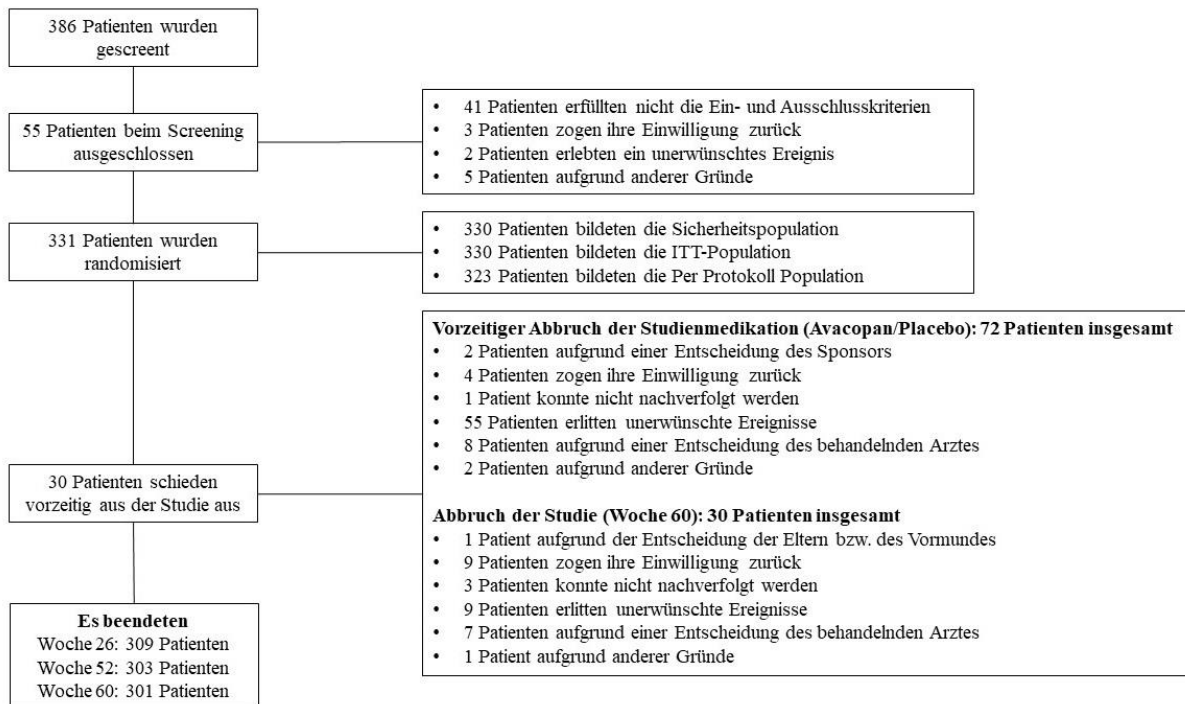 386 Patienten wurden
gescreent
55 Patienten beim Screening
ausgeschlossen
• 41 Patienten erfüllten nicht die Ein- und Ausschlusskriterien
• 3 Patienten zogen ihre Einwilligung zurück
• 2 Patienten erlebten ein unerwünschtes Ereignis
• 5 Patienten aufgrund anderer Gründe
331 Patienten wurden
randomisiert
• 330 Patienten bildeten die Sicherheitspopulation
• 330 Patienten bildeten die ITT-Population
• 323 Patienten bildeten die Per Protokoll Population
30 Patienten schieden
vorzeitig aus der Studie aus
Vorzeitiger Abbruch der Studienmedikation (Avacopan/Placebo): 72 Patienten insgesamt
• 2 Patienten aufgrund einer Entscheidung des Sponsors
• 4 Patienten zogen ihre Einwilligung zurück
• 1 Patient konnte nicht nachverfolgt werden
• 55 Patienten erlitten unerwünschte Ereignisse
• 8 Patienten aufgrund einer Entscheidung des behandelnden Arztes
• 2 Patienten aufgrund anderer Gründe
Abbruch der Studie (Woche 60): 30 Patienten insgesamt
• 1 Patient aufgrund der Entscheidung der Eltern bzw. des Vormundes
• 9 Patienten zogen ihre Einwilligung zurück
• 3 Patienten konnte nicht nachverfolgt werden
• 9 Patienten erlitten unerwünschte Ereignisse
• 7 Patienten aufgrund einer Entscheidung des behandelnden Arztes
• 1 Patient aufgrund anderer Gründe
Es beendeten
Woche 26: 309 Patienten
Woche 52: 303 Patienten
Woche 60: 301 Patienten